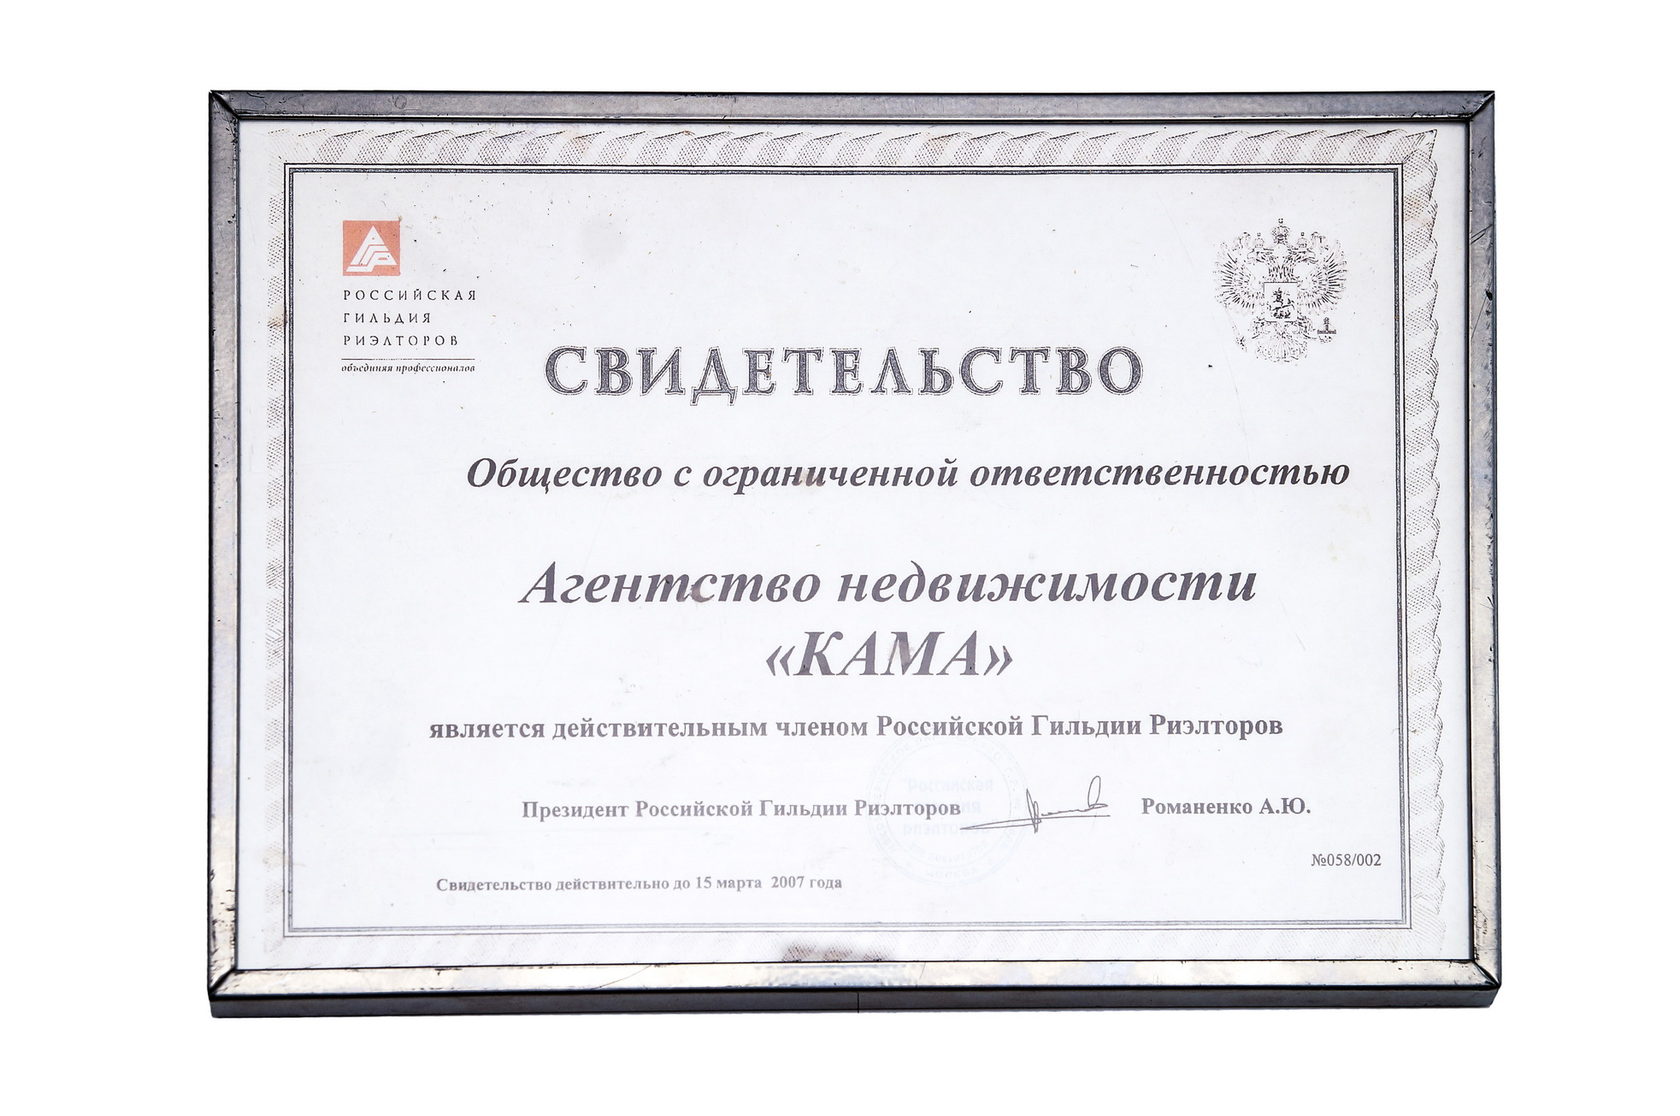 РОССИЙСКАЯ
ГИЛЬДИЯ
РИЭЛТОРОВ
объединяя профессионалов
СВИДЕТЕЛЬСТВО
Общество с ограниченной ответственностью
Агентство недвижимости
«КАМА»
является действительным членом Российской Гильдии Риэлторов
Президент Российской Гильдии Риэлторов
Романенко А.Ю.
№058/002
Свидетельство действительно до 15 марта 2007 года